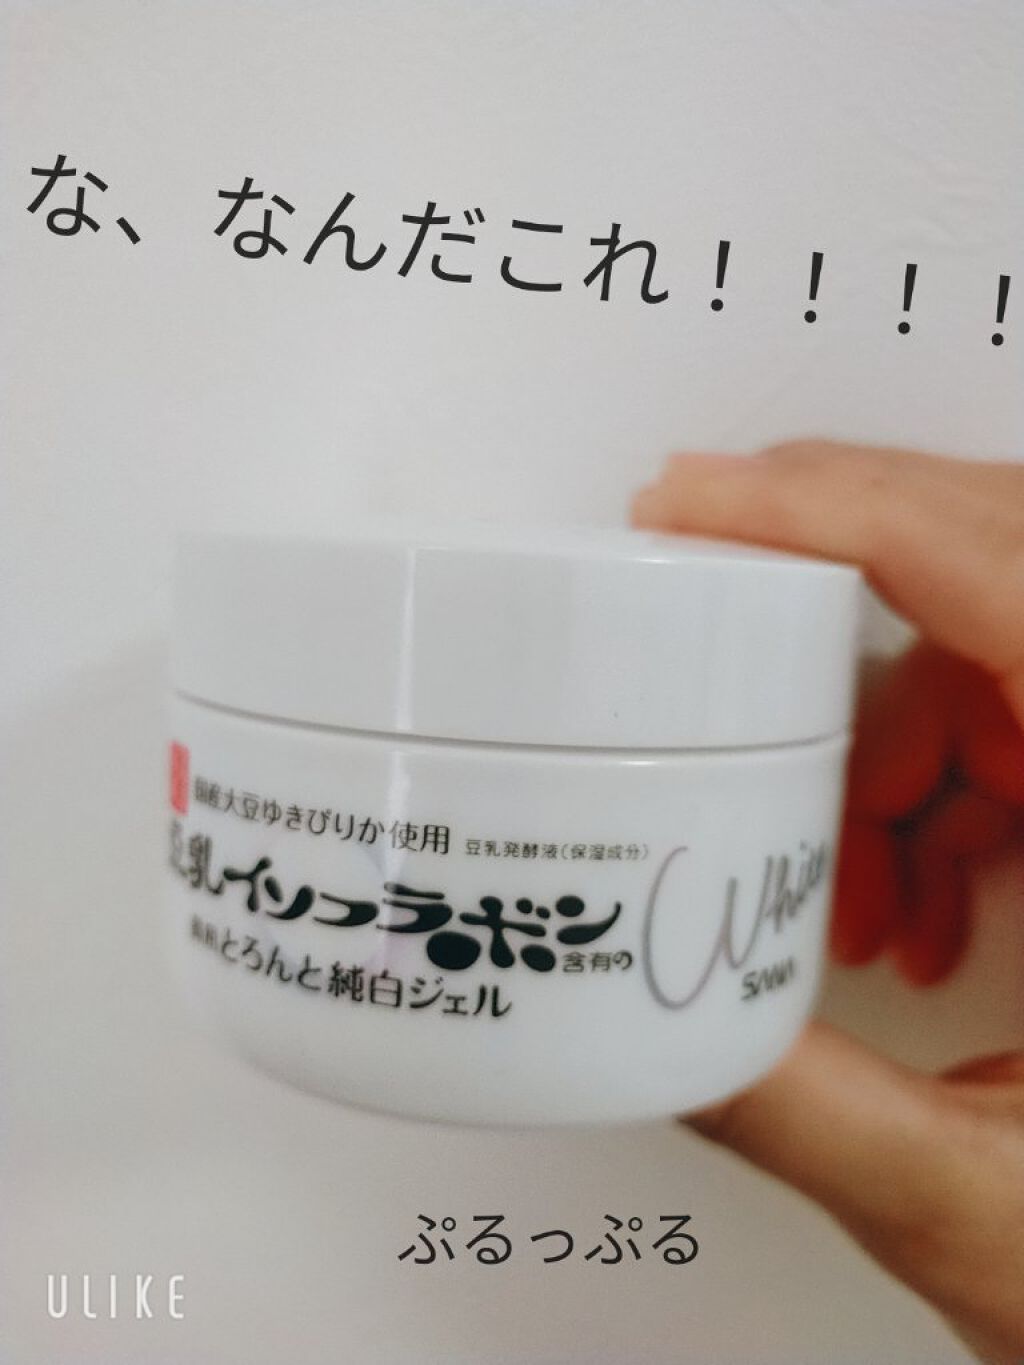 な、なんだこれ！！！！
国産大豆ゆきぴりか使用 豆乳発酵液(保湿成分)
豆乳イソフラボン含有の
とろんと純白ジェル
White
SANA
ぷるっぷる
ULIKE